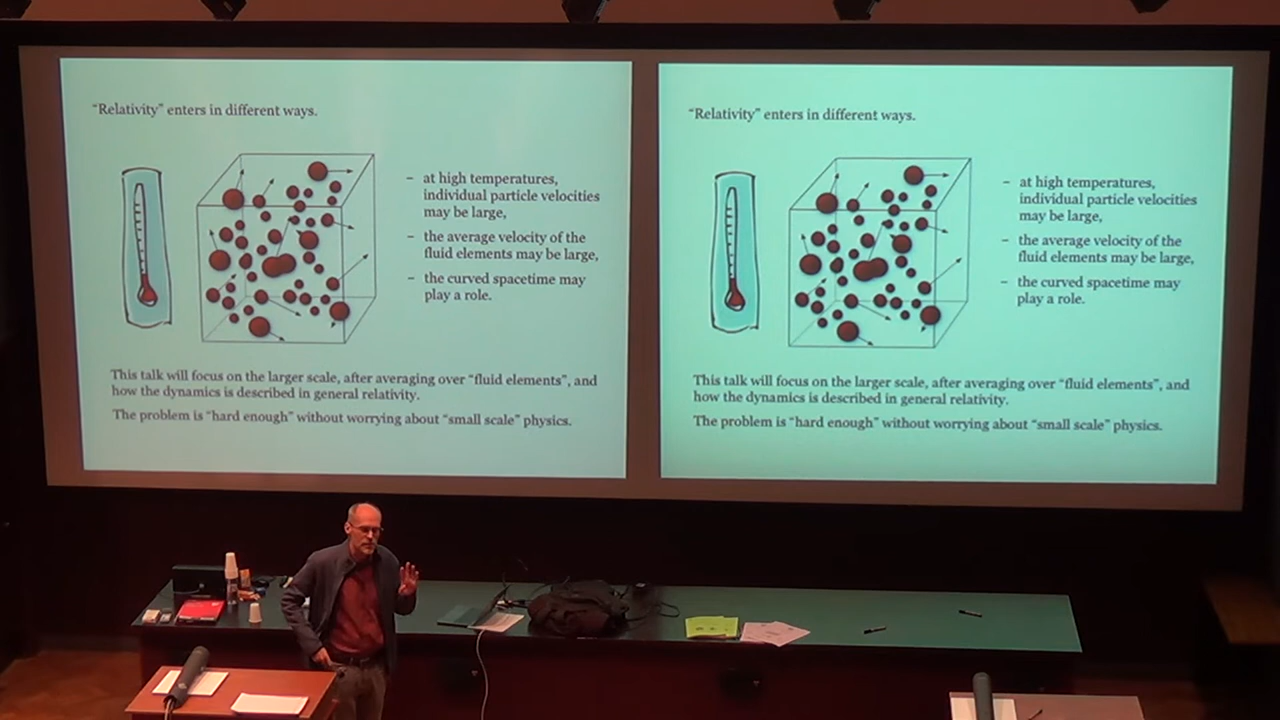 “Relativity” enters in different ways.
– at high temperatures,
individual particle velocities
may be large,
– the average velocity of the
fluid elements may be large,
– the curved spacetime may
play a role.
This talk will focus on the larger scale, after averaging over “fluid elements”, and
how the dynamics is described in general relativity.
The problem is “hard enough” without worrying about “small scale” physics.
“Relativity” enters in different ways.
– at high temperatures,
individual particle velocities
may be large,
– the average velocity of the
fluid elements may be large,
– the curved spacetime may
play a role.
This talk will focus on the larger scale, after averaging over “fluid elements”, and
how the dynamics is described in general relativity.
The problem is “hard enough” without worrying about “small scale” physics.